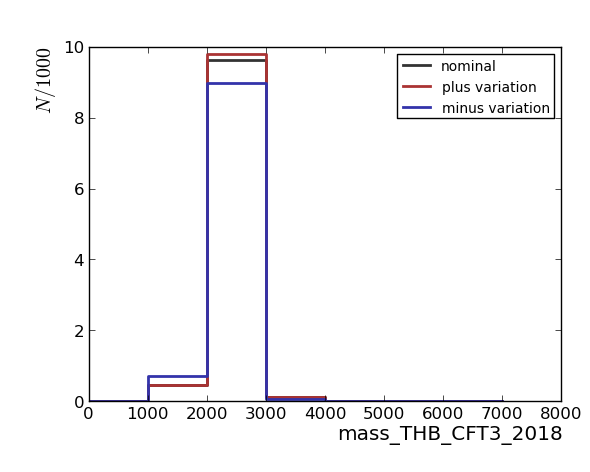 N/1000
10
8
6
4
2
0
nominal
plus variation
minus variation
0 1000 2000 3000 4000 5000 6000 7000 8000
mass_THB_CFT3_2018